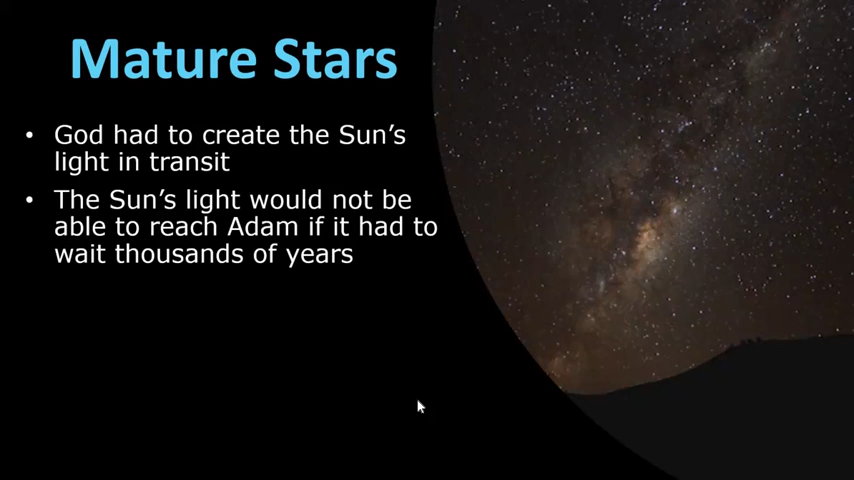 Mature Stars
• God had to create the Sun's
light in transit
• The Sun's light would not be
able to reach Adam if it had to
wait thousands of years